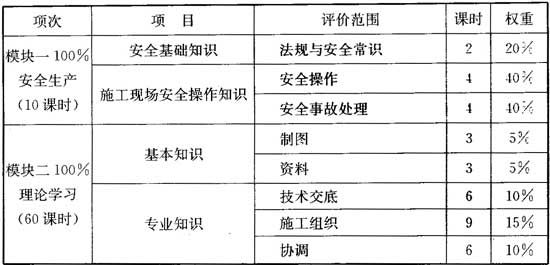 项次 项 目 评价范围 课时 权重
模块一 100%
安全生产
（10课时）
安全基础知识 法规与安全常识 2 20%
施工现场安全操作知识 安全操作 4 40%
安全事故处理 4 40%
模块二 100%
理论学习
（60课时）
基本知识 制图 3 5%
资料 3 5%
专业知识 技术交底 6 10%
施工组织 9 15%
协调 6 10%